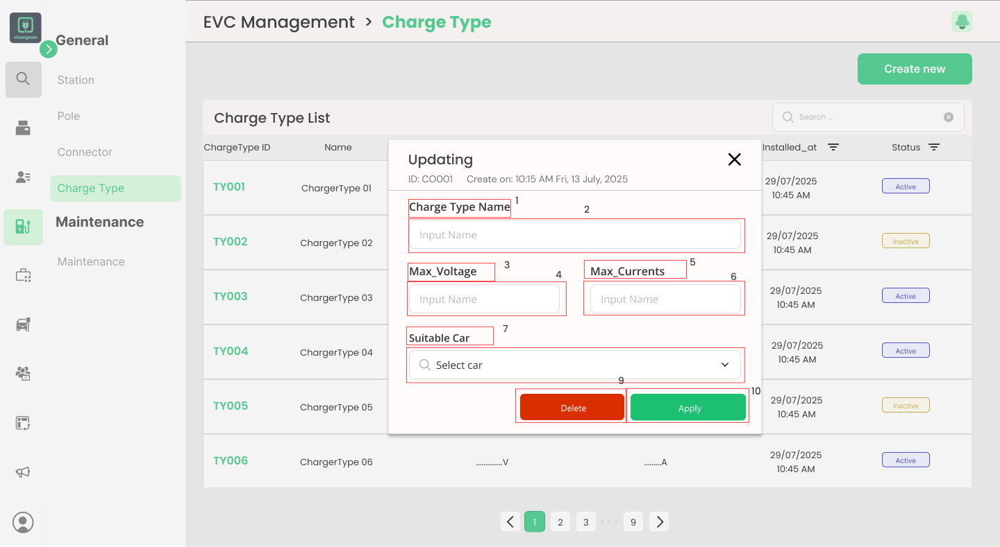 changeon
General
Station
Pole
Connector
Charge Type
Maintenance
Maintenance
EVC Management > Charge Type
Create new
Charge Type List
Search ...
ChargeType ID Name Installed_at Status
TY001 ChargerType 01 29/07/2025 10:45 AM Active
TY002 ChargerType 02 29/07/2025 10:45 AM Inactive
TY003 ChargerType 03 29/07/2025 10:45 AM Active
TY004 ChargerType 04 29/07/2025 10:45 AM Active
TY005 ChargerType 05 29/07/2025 10:45 AM Inactive
TY006 ChargerType 06 ..............V .........A 29/07/2025 10:45 AM Active
Updating
ID: CO001 Create on: 10:15 AM Fri, 13 July, 2025
Charge Type Name 1
2
Input Name
Max_Voltage 3
4
Input Name
Max_Currents 5
6
Input Name
Suitable Car 7
Select car
9
Delete
10
Apply
1 2 3 ... 9